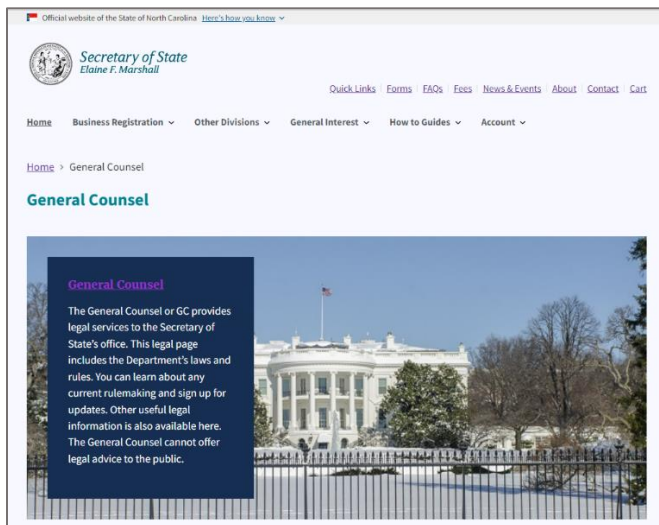 Official website of the State of North Carolina Here's how you know
Secretary of State
Elaine F. Marshall
Quick Links Forms FAQs Fees News & Events About Contact Cart
Home Business Registration Other Divisions General Interest How to Guides Account
Home > General Counsel
General Counsel
General Counsel
The General Counsel or GC provides
legal services to the Secretary of
State's office. This legal page
includes the Department's laws and
rules. You can learn about any
current rulemaking and sign up for
updates. Other useful legal
information is also available here.
The General Counsel cannot offer
legal advice to the public.